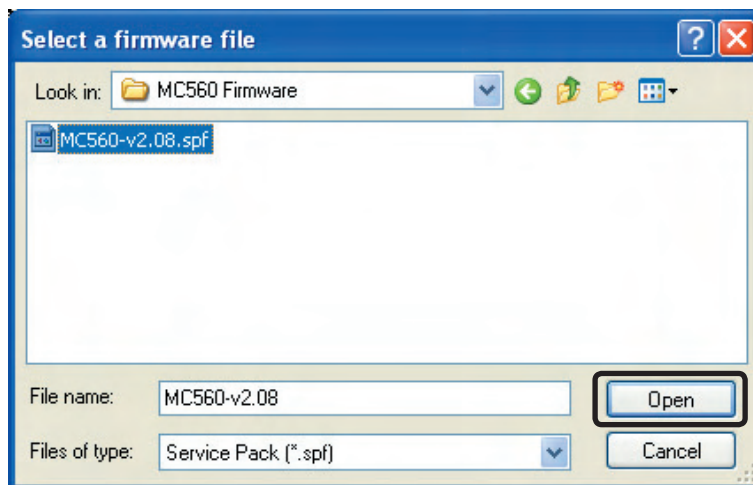 Select a firmware file
?
Look in: MC560 Firmware
MC560-v2.08.spf
File name: MC560-v2.08 Open
Files of type: Service Pack (*.spf) Cancel